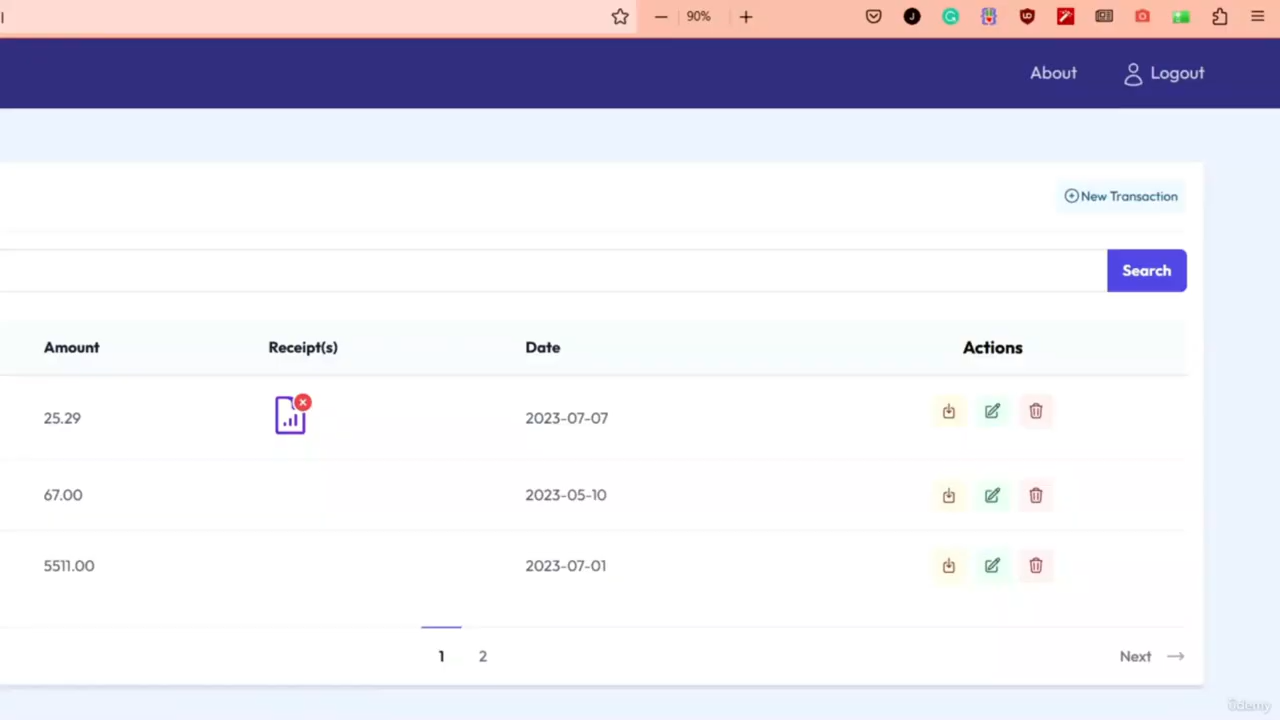 90%
About
Logout
New Transaction
Search
Amount Receipt(s) Date Actions
25.29 2023-07-07
67.00 2023-05-10
5511.00 2023-07-01
1 2 Next
ûdemy